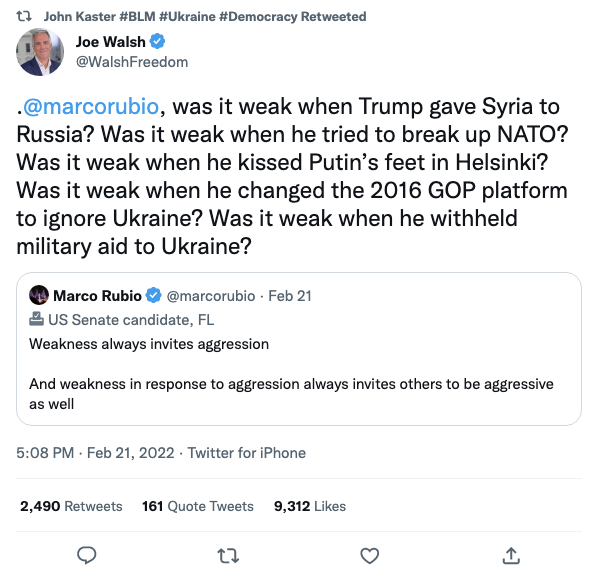 John Kaster #BLM #Ukraine #Democracy Retweeted
Joe Walsh
@WalshFreedom
.@marcorubio, was it weak when Trump gave Syria to
Russia? Was it weak when he tried to break up NATO?
Was it weak when he kissed Putin’s feet in Helsinki?
Was it weak when he changed the 2016 GOP platform
to ignore Ukraine? Was it weak when he withheld
military aid to Ukraine?
Marco Rubio @marcorubio · Feb 21
US Senate candidate, FL
Weakness always invites aggression
And weakness in response to aggression always invites others to be aggressive
as well
5:08 PM · Feb 21, 2022 · Twitter for iPhone
2,490 Retweets 161 Quote Tweets 9,312 Likes